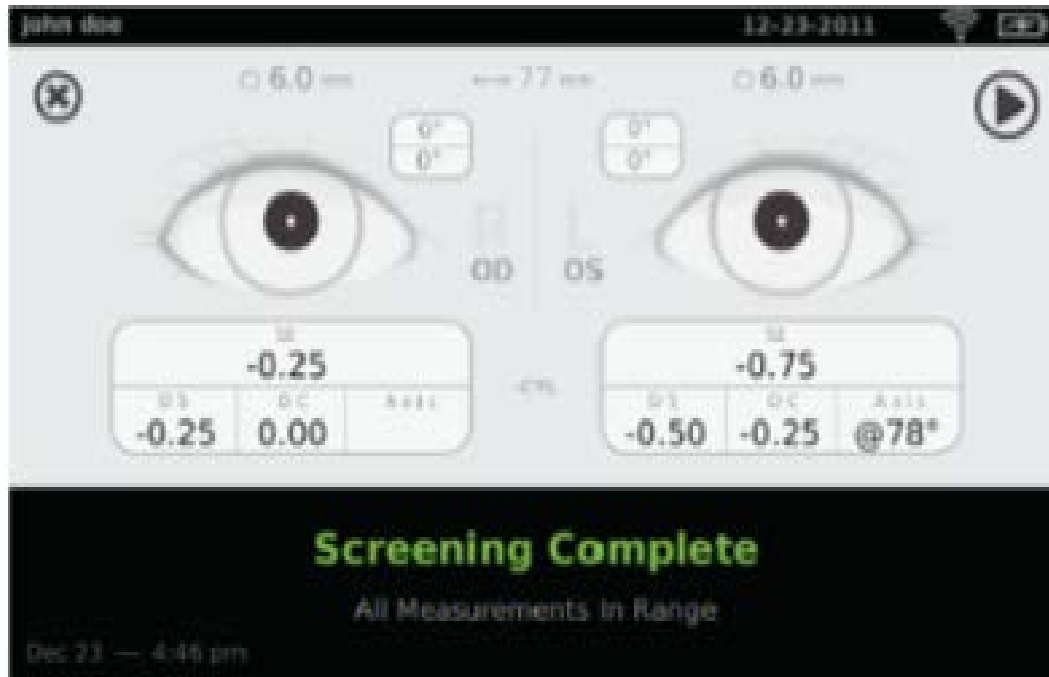 john doe 12-23-2011
6.0 mm 77 mm 6.0 mm
0° 0°
0° 0°
R L
OD OS
SE SE
-0.25 -0.75
DS DC Axis -CYL DS DC Axis
-0.25 0.00 -0.50 -0.25 @78°
Screening Complete
All Measurements In Range
Dec 23 — 4:46 pm